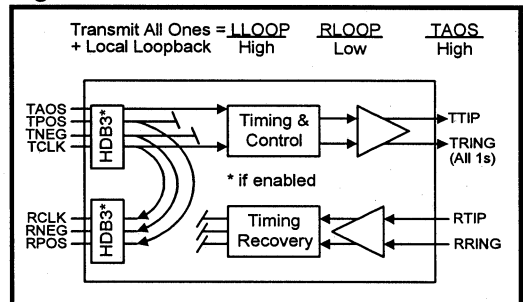 Transmit All Ones = LLOOP RLOOP TAOS
+ Local Loopback High Low High
TAOS
TPOS
TNEG
TCLK
HDB3*
Timing &
Control
TTIP
TRING
(All 1s)
* if enabled
RCLK
RNEG
RPOS
HDB3*
Timing
Recovery
RTIP
RRING